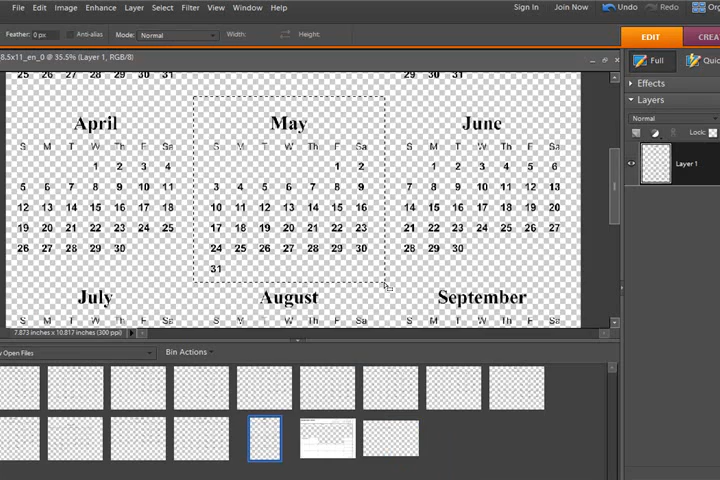 File Edit Image Enhance Layer Select Filter View Window Help Sign In Join Now Undo Redo
Feather: 0 px Anti-alias Mode: Normal Width: Height: EDIT
8.5x11_en_0 @ 35.5% (Layer 1, RGB/8) Full
25 26 27 28 29 30 31 29 30 31
Effects
Layers
April May June
Normal
Lock:
S M T W Th F Sa S M T W Th F Sa S M T W Th F Sa
1 2 3 4 1 2 1 2 3 4 5 6
Layer 1
5 6 7 8 9 10 11 3 4 5 6 7 8 9 7 8 9 10 11 12 13
12 13 14 15 16 17 18 10 11 12 13 14 15 16 14 15 16 17 18 19 20
19 20 21 22 23 24 25 17 18 19 20 21 22 23 21 22 23 24 25 26 27
26 27 28 29 30 24 25 26 27 28 29 30 28 29 30
31
July August September
S M T W Th F Sa S M T W Th F Sa S M T W Th F Sa
7.873 inches x 10.817 inches (300 ppi)
Open Files Bin Actions